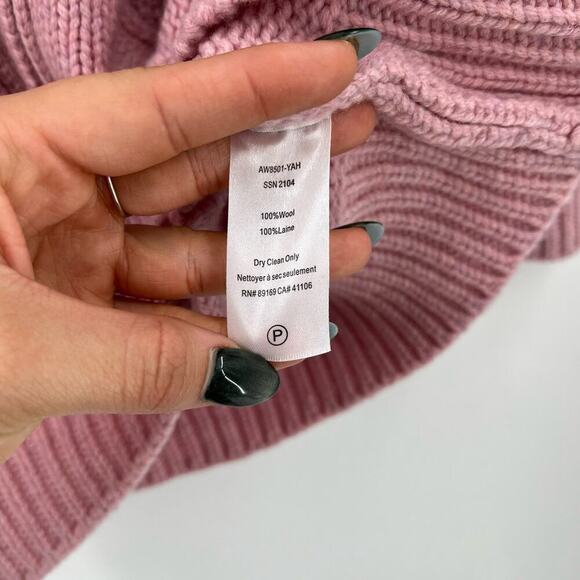 AW8501-YAH
SSN 2104
100%Wool
100%Laine
Dry Clean Only
Nettoyer à sec seulement
RN# 89169 CA# 41106
P